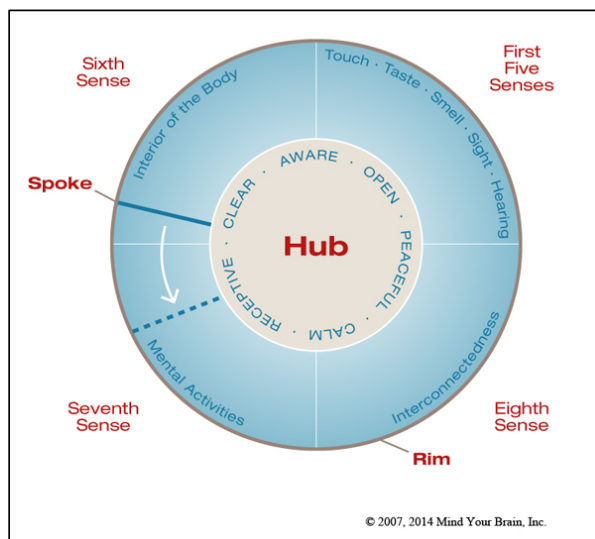 Sixth
Sense
First
Five
Senses
Interior of the Body
Touch · Taste · Smell · Sight · Hearing
Spoke
CLEAR · AWARE · OPEN · PEACEFUL · CALM · RECEPTIVE ·
Hub
Mental Activities
Interconnectedness
Seventh
Sense
Eighth
Sense
Rim
© 2007, 2014 Mind Your Brain, Inc.